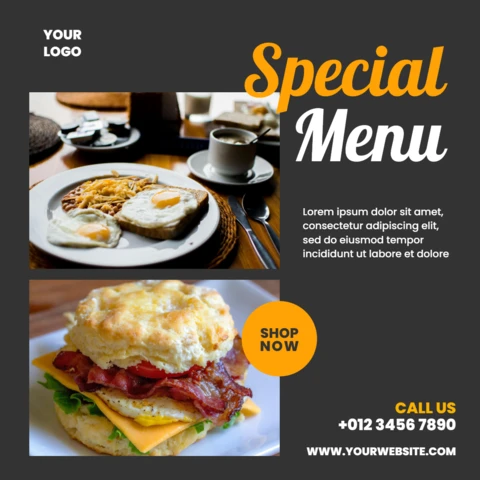 YOUR
LOGO
Special
Menu
Lorem ipsum dolor sit amet,
consectetur adipiscing elit,
sed do eiusmod tempor
incididunt ut labore et dolore
SHOP
NOW
CALL US
+012 3456 7890
WWW.YOURWEBSITE.COM